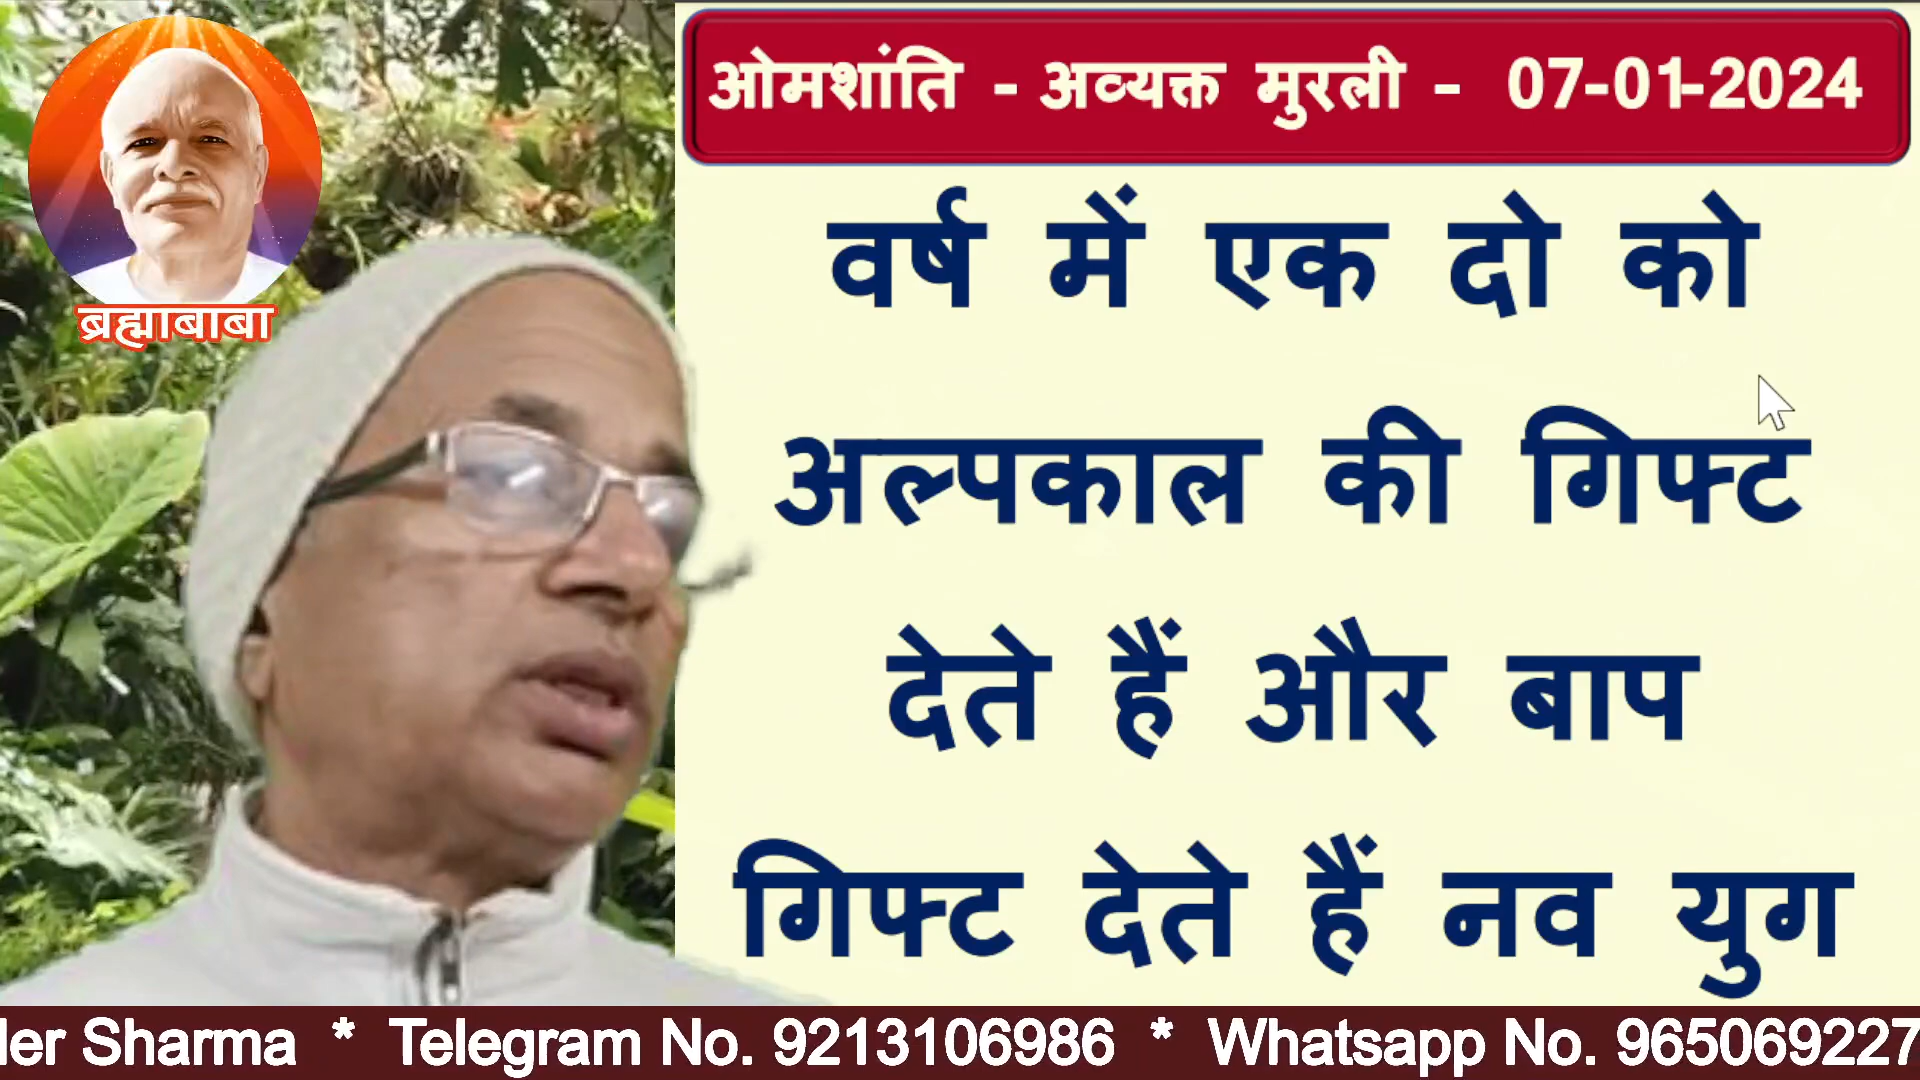 ओमशांति - अव्यक्त मुरली - 07-01-2024
ब्रह्माबाबा
वर्ष में एक दो को
अल्पकाल की गिफ्ट
देते हैं और बाप
गिफ्ट देते हैं नव युग
Sharma * Telegram No. 9213106986 * Whatsapp No. 965069227